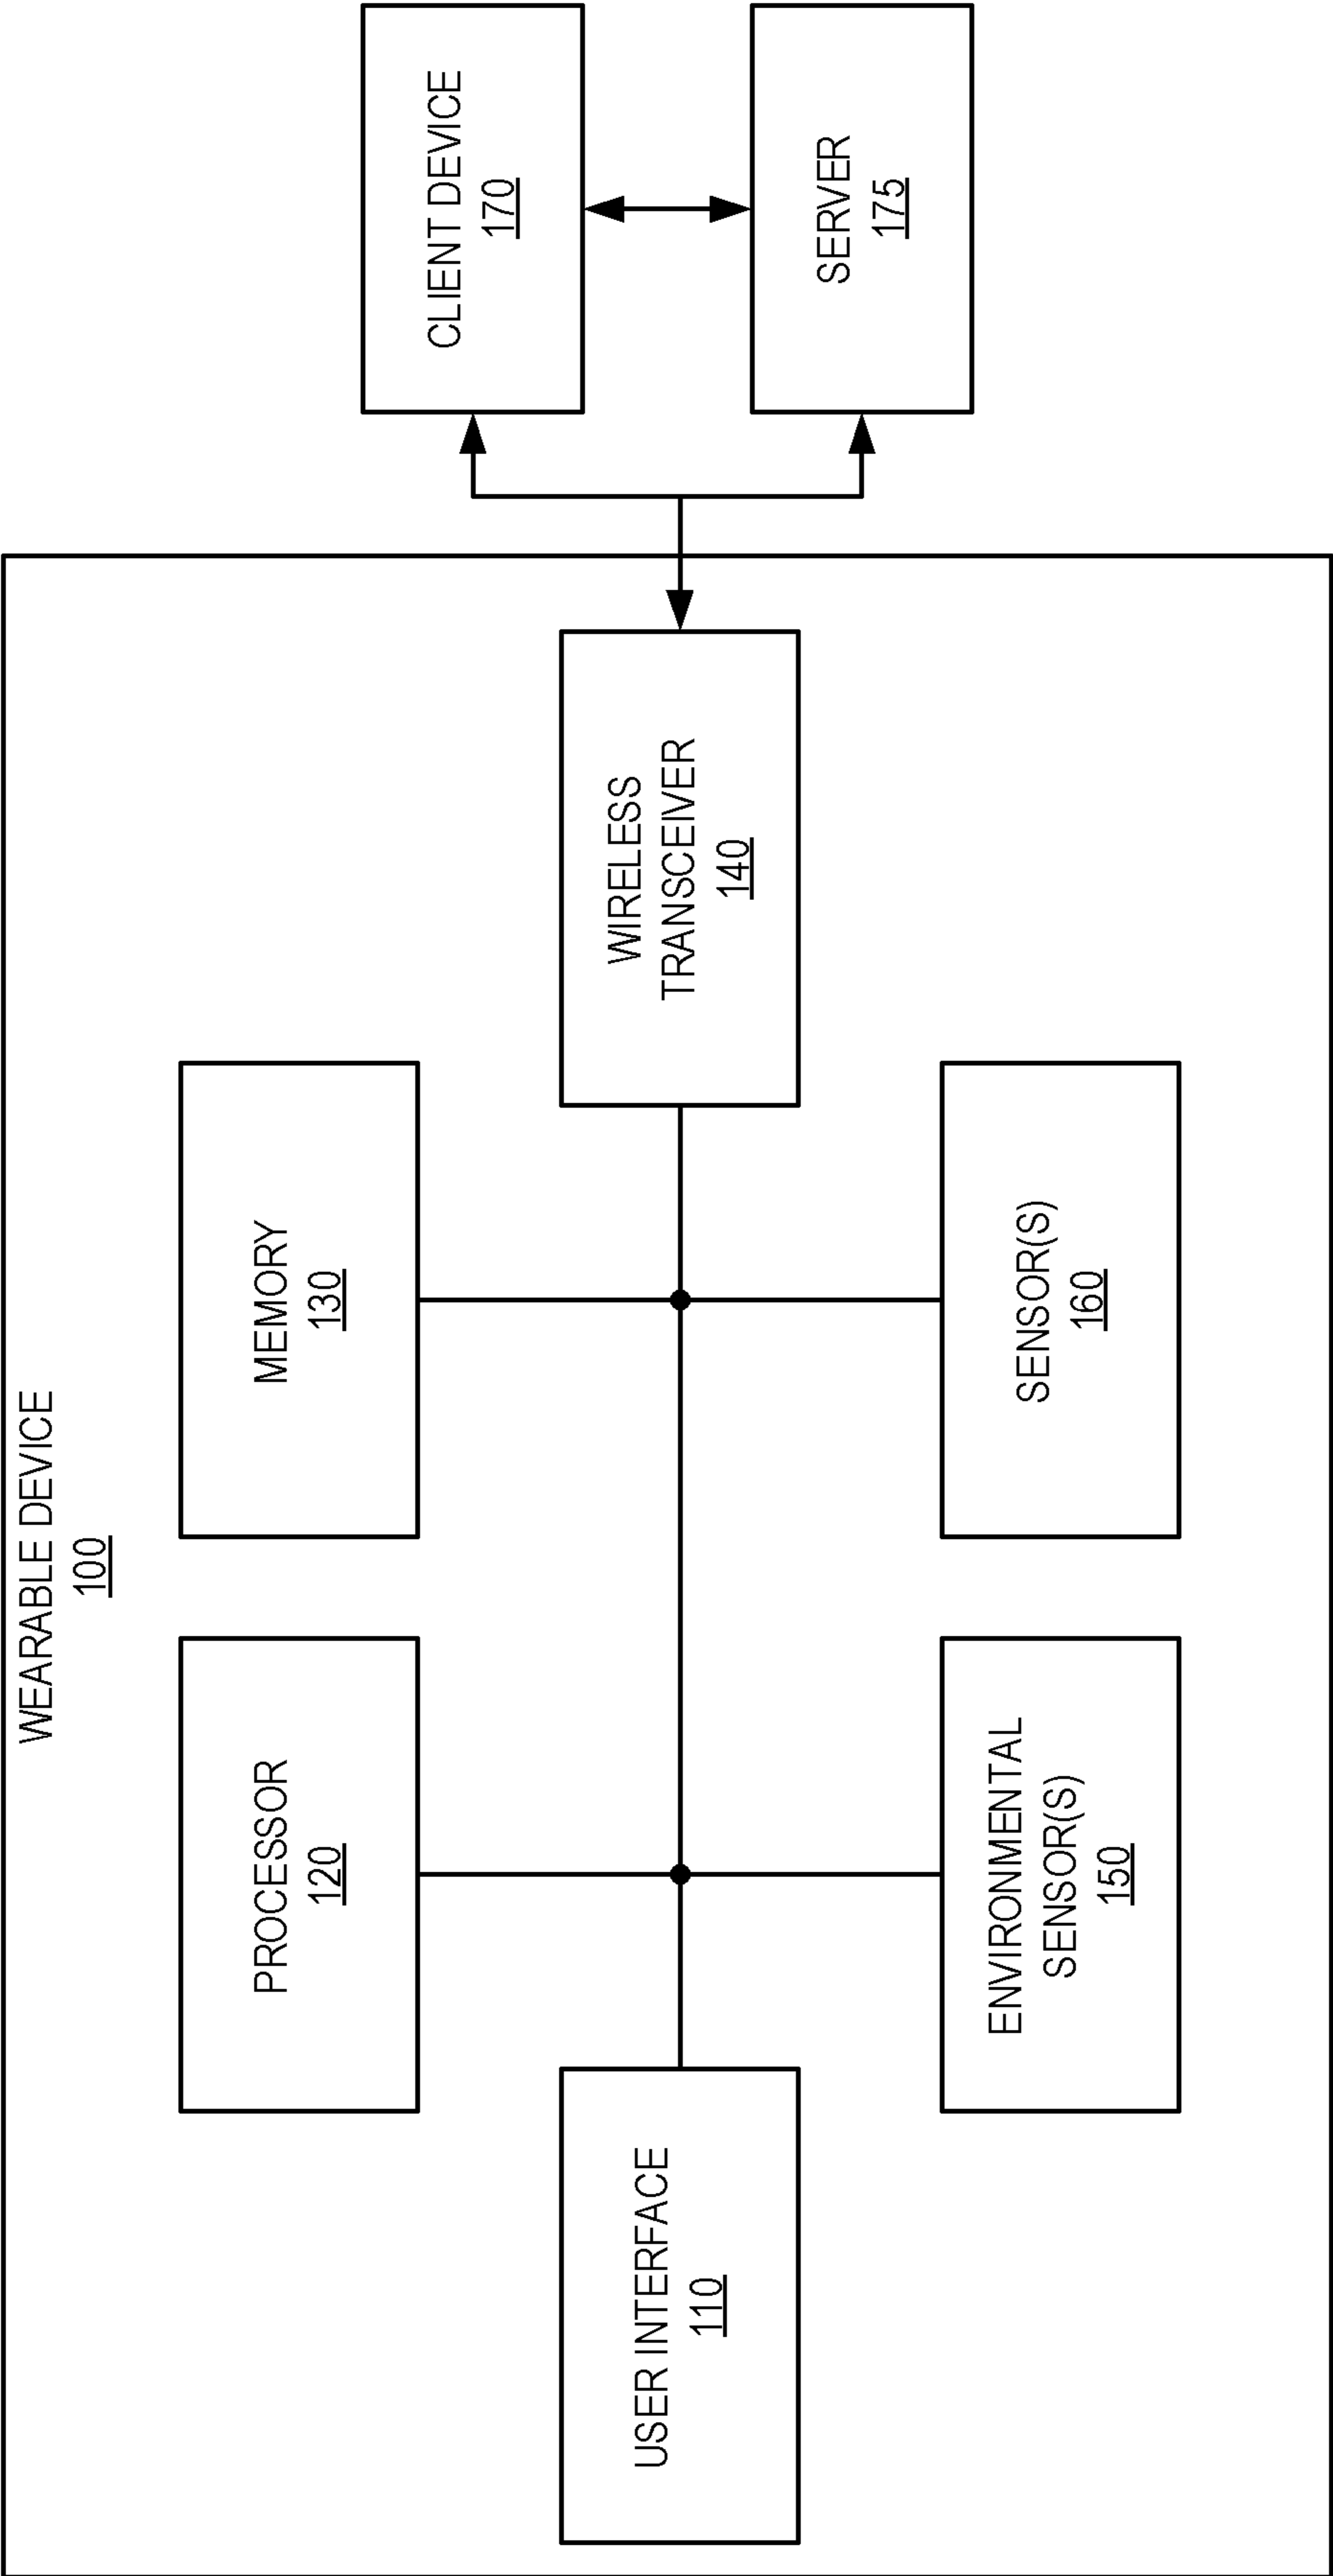 WEARABLE DEVICE
100
PROCESSOR
120
MEMORY
130
USER INTERFACE
110
WIRELESS
TRANSCEIVER
140
ENVIRONMENTAL
SENSOR(S)
150
SENSOR(S)
160
CLIENT DEVICE
170
SERVER
175